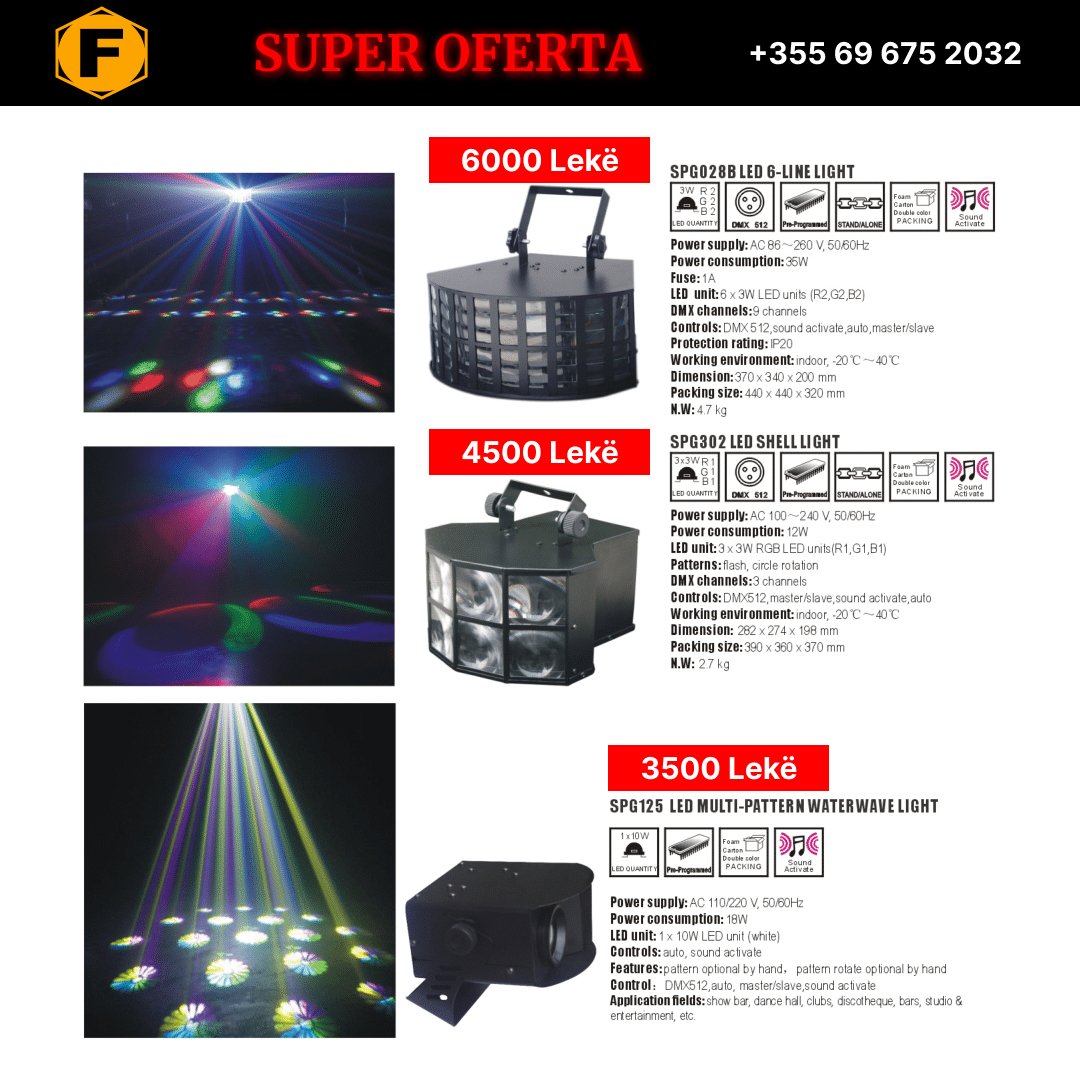 F
SUPER OFERTA
+355 69 675 2032
6000 Lekë
SPG028B LED 6-LINE LIGHT
3W R 2
G 2
B 2
LED QUANTITY
DMX 512
Pre-Programmed
STAND/ALONE
Foam
Carton
Double color
PACKING
Sound
Activate
Power supply: AC 86~260 V, 50/60Hz
Power consumption: 35W
Fuse: 1A
LED unit: 6 x 3W LED units (R2,G2,B2)
DMX channels: 9 channels
Controls: DMX 512,sound activate,auto,master/slave
Protection rating: IP20
Working environment: indoor, -20℃~40℃
Dimension: 370 x 340 x 200 mm
Packing size: 440 x 440 x 320 mm
N.W: 4.7 kg
4500 Lekë
SPG302 LED SHELL LIGHT
3x3W R 1
G 1
B 1
LED QUANTITY
DMX 512
Pre-Programmed
STAND/ALONE
Foam
Carton
Double color
PACKING
Sound
Activate
Power supply: AC 100~240 V, 50/60Hz
Power consumption: 12W
LED unit: 3 x 3W RGB LED units(R1,G1,B1)
Patterns: flash, circle rotation
DMX channels: 3 channels
Controls: DMX512,master/slave,sound activate,auto
Working environment: indoor, -20℃~40℃
Dimension: 282 x 274 x 198 mm
Packing size: 390 x 360 x 370 mm
N.W: 2.7 kg
3500 Lekë
SPG125 LED MULTI-PATTERN WATERWAVE LIGHT
1x10W
LED QUANTITY
Pre-Programmed
Foam
Carton
Double color
PACKING
Sound
Activate
Power supply: AC 110/220 V, 50/60Hz
Power consumption: 18W
LED unit: 1 x 10W LED unit (white)
Controls: auto, sound activate
Features: pattern optional by hand， pattern rotate optional by hand
Control： DMX512,auto, master/slave,sound activate
Application fields: show bar, dance hall, clubs, discotheque, bars, studio &
entertainment, etc.